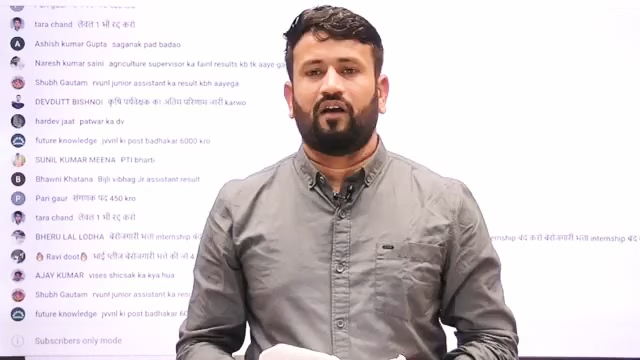 tara chand लेवल 1 भी रद्द करो
A Ashish kumar Gupta saganak pad badao
Naresh kumar saini agriculture supervisor ka fainl results kb tk aaye ga
Shubh Gautam rvunl junior assistant ka result kbh aayega
DEVDUTT BISHNOI कृषि पर्यवेक्षक का अंतिम परिणाम जारी karwo
hardev jaat patwar ka dv
future knowledge jvvnl ki post badhakar 6000 kro
SUNIL KUMAR MEENA PTI bharti
B Bhawni Khatana Bijli vibhag Jr assistant result
P Pari gaur संगणक पद 450 kro
tara chand लेवल 1 भी रद्द करो
BHERU LAL LODHA बेरोजगारी भत्ता internship बंद करो बेरोजगारी भत्ता internship बंद
Ravi doot भाई प्लीज बेरोजगारी भत्ते की
AJAY KUMAR vises shicsak ka kya hua
Shubh Gautam rvunl junior assistant ka
future knowledge jvvnl ki post badhakar
Subscribers-only mode